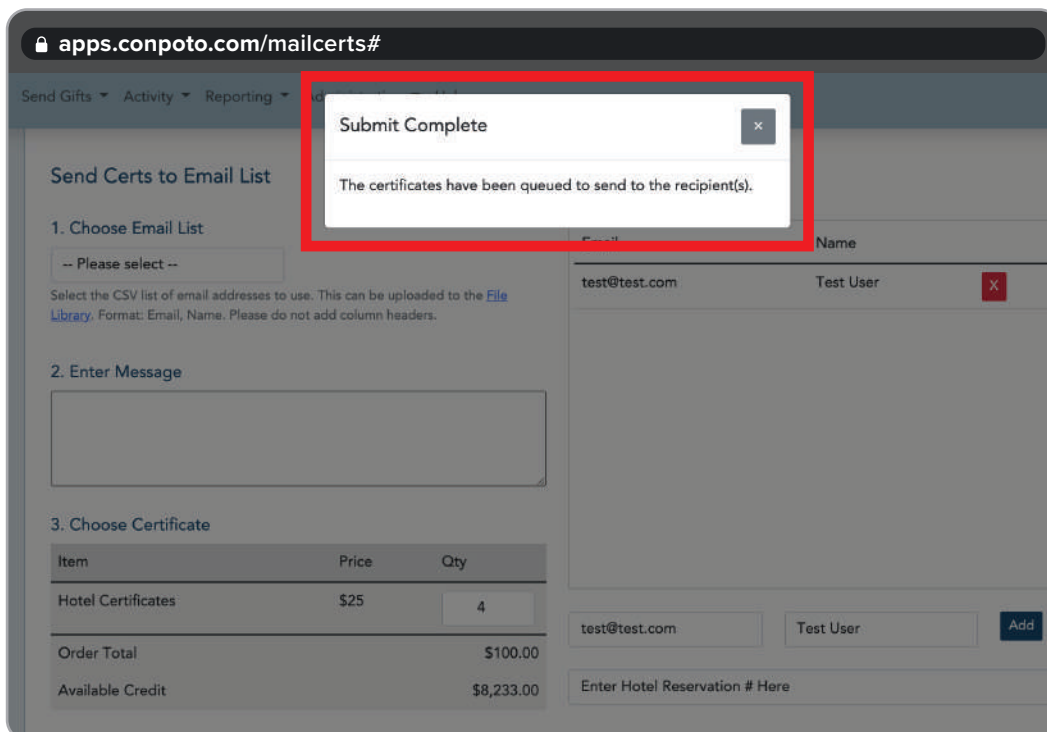 apps.conpoto.com/mailcerts#
Send Gifts Activity Reporting
Submit Complete
×
The certificates have been queued to send to the recipient(s).
Send Certs to Email List
1. Choose Email List
-- Please select --
Select the CSV list of email addresses to use. This can be uploaded to the File
Library. Format: Email, Name. Please do not add column headers.
2. Enter Message
3. Choose Certificate
Item Price Qty
Hotel Certificates $25 4
Order Total $100.00
Available Credit $8,233.00
Email Name
test@test.com Test User X
test@test.com Test User Add
Enter Hotel Reservation # Here